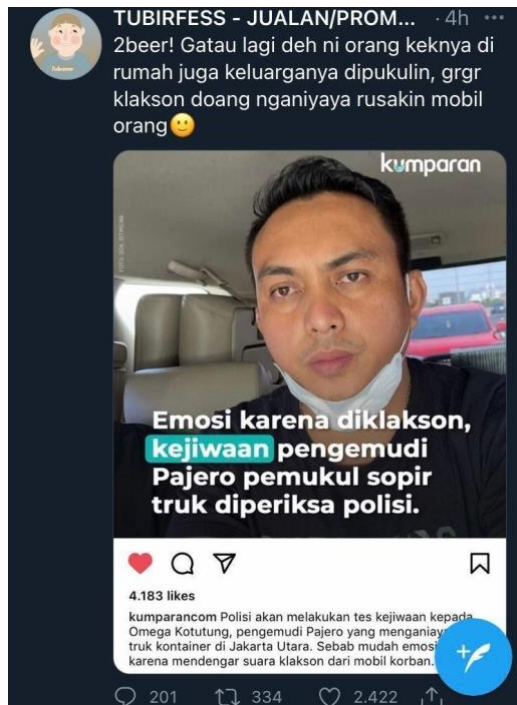 TUBIRFESS - JUALAN/PROM... · 4h
2beer! Gatau lagi deh ni orang keknya di
rumah juga keluarganya dipukulin, grgr
klakson doang nganiyaya rusakin mobil
orang🙂
kumparan
Emosi karena diklakson,
kejiwaan pengemudi
Pajero pemukul sopir
truk diperiksa polisi.
4.183 likes
kumparancom Polisi akan melakukan tes kejiwaan kepada
Omega Kotutung, pengemudi Pajero yang menganiay
truk kontainer di Jakarta Utara. Sebab mudah emosi
karena mendengar suara klakson dari mobil korban.
201 334 2.422